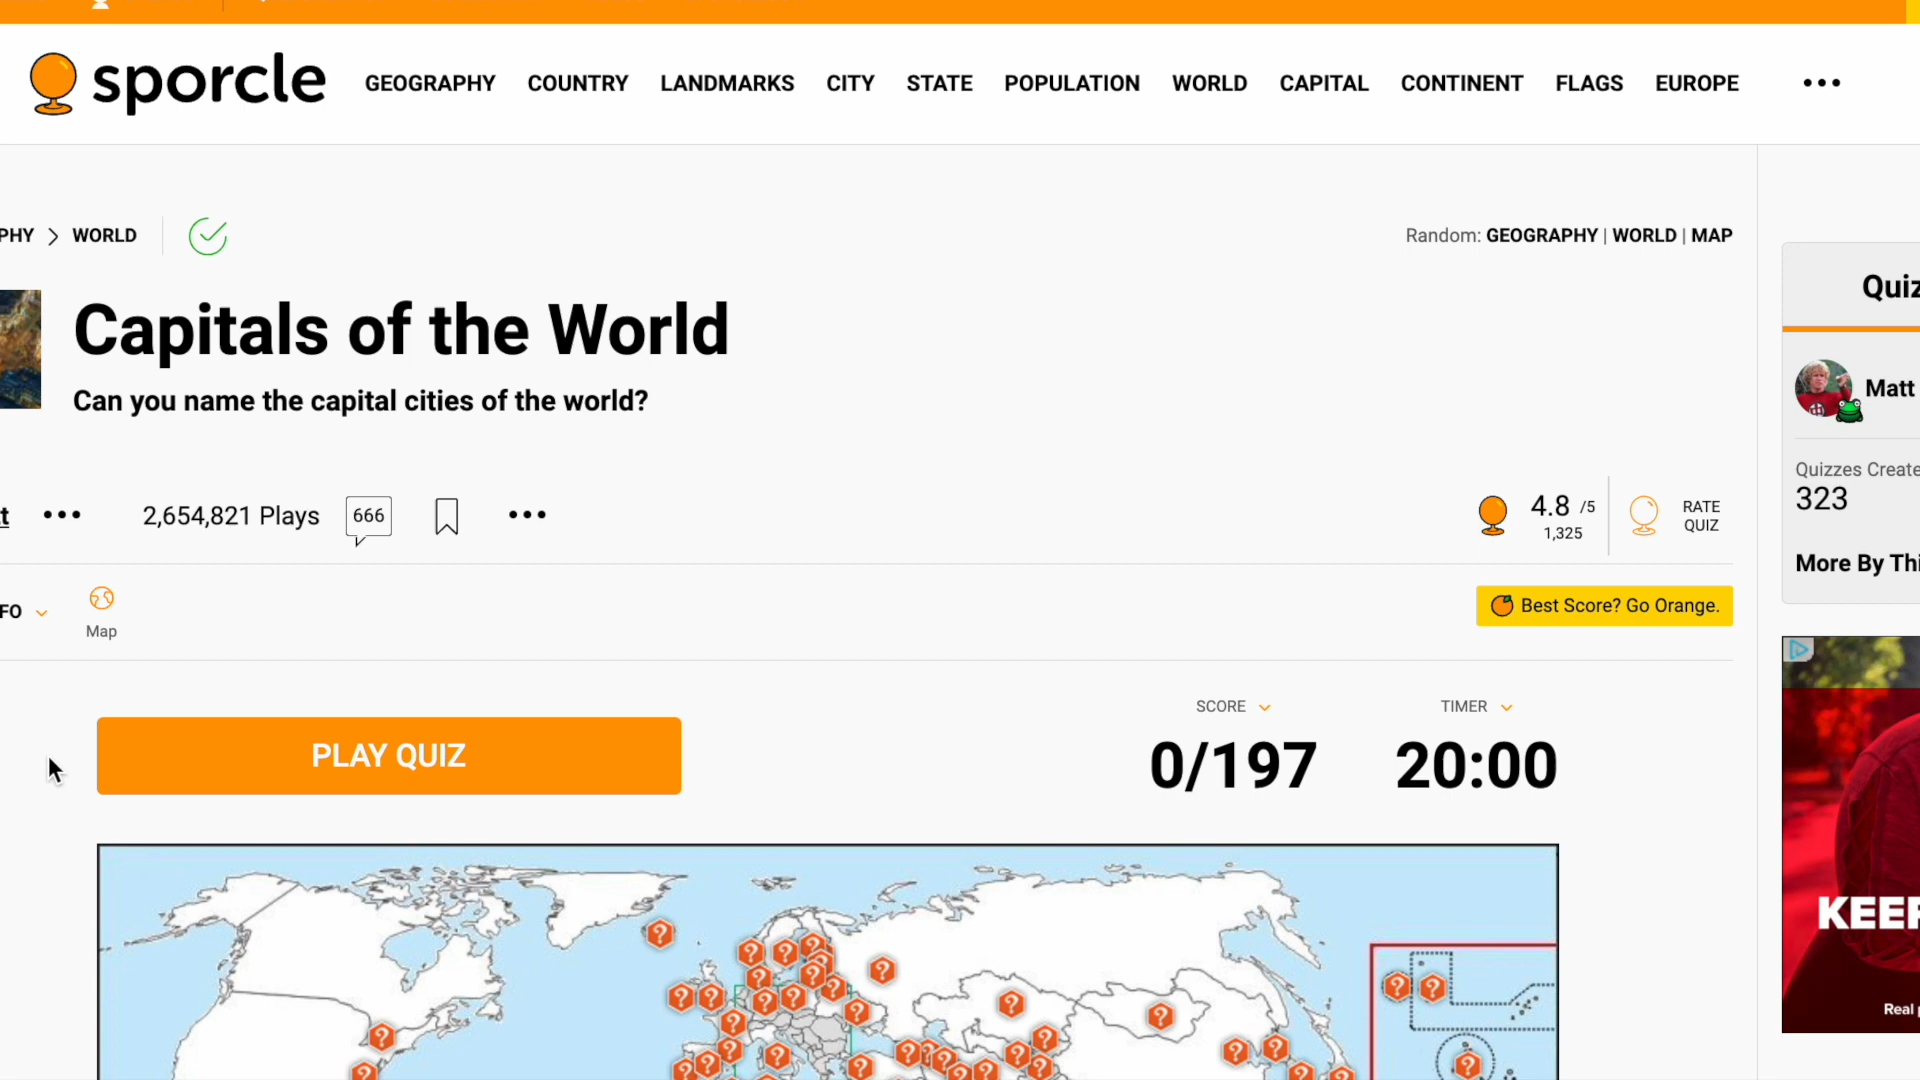 sporcle
GEOGRAPHY COUNTRY LANDMARKS CITY STATE POPULATION WORLD CAPITAL CONTINENT FLAGS EUROPE
PHY > WORLD
Random: GEOGRAPHY | WORLD | MAP
Capitals of the World
Can you name the capital cities of the world?
2,654,821 Plays
666
4.8 /5
1,325
RATE
QUIZ
FO
Map
Best Score? Go Orange.
PLAY QUIZ
SCORE
0/197
TIMER
20:00
Quiz
Matt
Quizzes Create
323
More By Thi
KEEP
Real